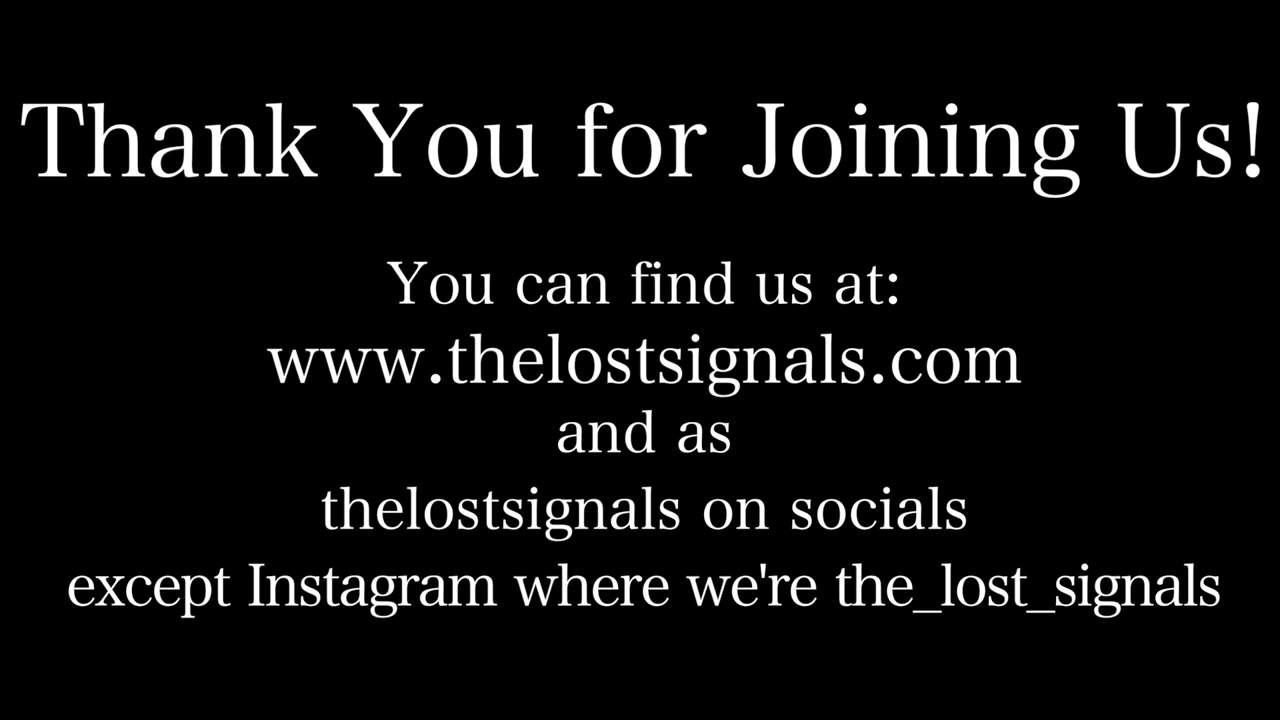 Thank You for Joining Us!
You can find us at:
www.thelostsignals.com
and as
thelostsignals on socials
except Instagram where we're the_lost_signals